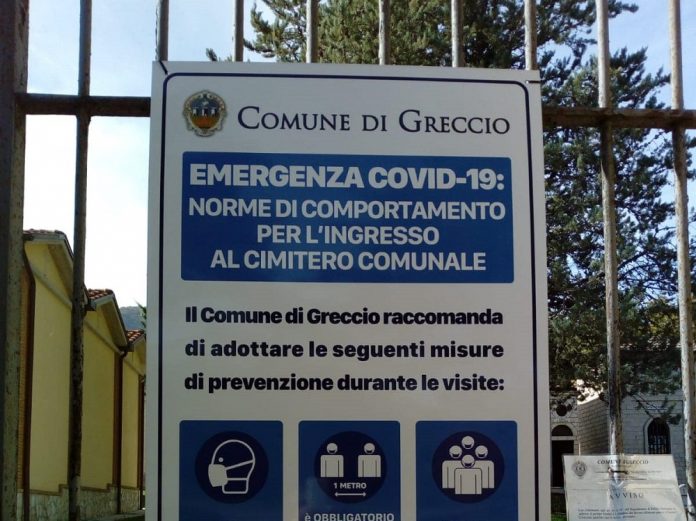 COMUNE DI GRECCIO
EMERGENZA COVID-19:
NORME DI COMPORTAMENTO
PER L'INGRESSO
AL CIMITERO COMUNALE
Il Comune di Greccio raccomanda
di adottare le seguenti misure
di prevenzione durante le visite:
1 METRO
è OBBLIGATORIO
COMUNE DI GRECCIO
AVVISO